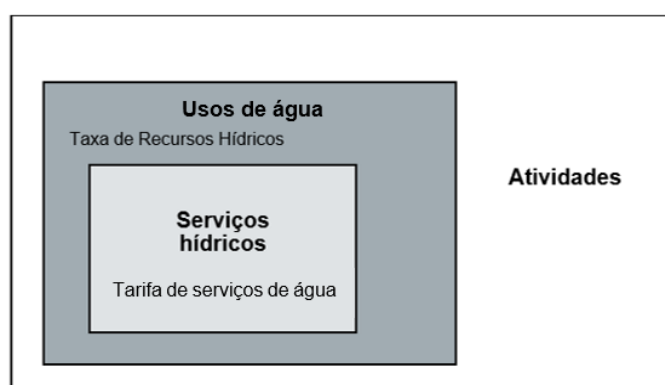 Usos de água
Taxa de Recursos Hídricos
Atividades
Serviços
hídricos
Tarifa de serviços de água